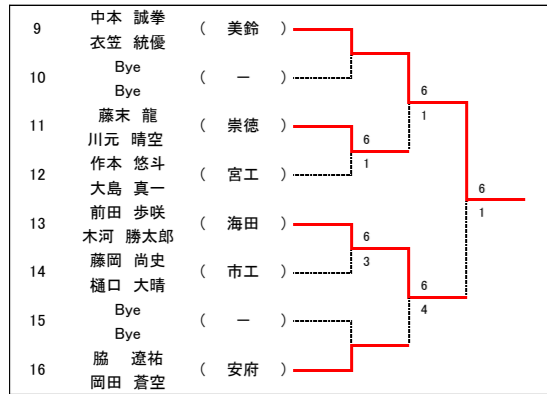 中本 誠拳
9 ( 美鈴 )
衣笠 統優
Bye
10 ( ー )
Bye
6
1
藤末 龍
11 ( 崇徳 )
川元 晴空
6
1
作本 悠斗
12 ( 宮工 )
大島 真一
6
1
前田 歩咲
13 ( 海田 )
木河 勝太郎
6
3
藤岡 尚史
14 ( 市工 )
樋口 大晴
6
4
Bye
15 ( ー )
Bye
脇 遼祐
16 ( 安府 )
岡田 蒼空